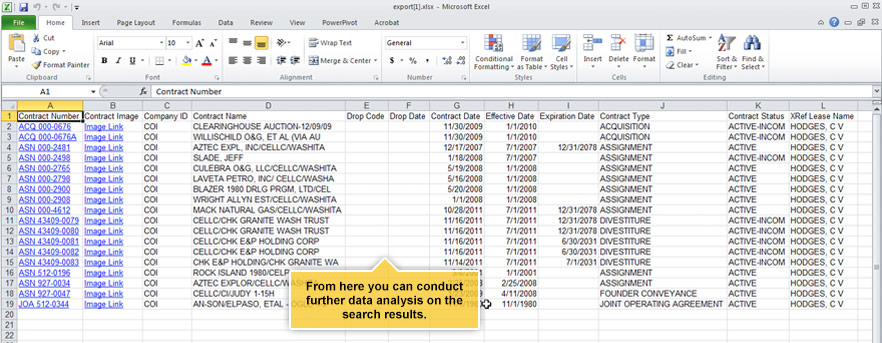 export[1].xlsx - Microsoft Excel
File Home Insert Page Layout Formulas Data Review View PowerPivot Acrobat
Paste
Cut
Copy
Format Painter
Clipboard
Arial 10
B I U
Font
Wrap Text
Merge & Center
Alignment
General
$ % ,
Number
Conditional Formatting
Format as Table
Cell Styles
Styles
Insert Delete Format
Cells
AutoSum
Fill
Clear
Sort & Filter
Find & Select
Editing
A1 Contract Number
A B C D E F G H I J K L
1 Contract Number Contract Image Company ID Contract Name Drop Code Drop Date Contract Date Effective Date Expiration Date Contract Type Contract Status XRef Lease Name
2 ACQ 000-0676 Image Link COI CLEARINGHOUSE AUCTION-12/09/09 11/30/2009 1/1/2010 ACQUISITION ACTIVE-INCOM HODGES, C V
3 ACQ 000-0676A Image Link COI WILLISCHILD O&G, ET AL (VIA AU 11/30/2009 1/1/2010 ACQUISITION ACTIVE-INCOM HODGES, C V
4 ASN 000-2481 Image Link COI AZTEC EXPL, INC/CELLC/WASHITA 12/17/2007 7/1/2007 12/31/2078 ASSIGNMENT ACTIVE-INCOM HODGES, C V
5 ASN 000-2498 Image Link COI SLADE, JEFF 1/18/2007 7/1/2007 ASSIGNMENT ACTIVE-INCOM HODGES, C V
6 ASN 000-2765 Image Link COI CULEBRA O&G, LLC/CELLC/WASHITA 5/19/2008 1/1/2008 ASSIGNMENT ACTIVE HODGES, C V
7 ASN 000-2798 Image Link COI LAVETA PETRO, INC/ CELLC/WASHA 5/16/2008 1/1/2008 ASSIGNMENT ACTIVE HODGES, C V
8 ASN 000-2900 Image Link COI BLAZER 1980 DRLG PRGM, LTD/CEL 5/20/2008 1/1/2008 ASSIGNMENT ACTIVE HODGES, C V
9 ASN 000-2908 Image Link COI WRIGHT ALLYN EST/CELLC/WASHITA 1/1/2008 1/1/2008 ASSIGNMENT ACTIVE HODGES, C V
10 ASN 000-4612 Image Link COI MACK NATURAL GAS/CELLC/WASHITA 10/28/2011 7/1/2011 12/31/2078 ASSIGNMENT ACTIVE HODGES, C V
11 ASN 43409-0079 Image Link COI CELLC/CHK GRANITE WASH TRUST 11/16/2011 7/1/2011 12/31/2078 DIVESTITURE ACTIVE-INCOM HODGES, C V
12 ASN 43409-0080 Image Link COI CELLC/CHK GRANITE WASH TRUST 11/16/2011 7/1/2011 12/31/2078 DIVESTITURE ACTIVE-INCOM HODGES, C V
13 ASN 43409-0081 Image Link COI CELLC/CHK E&P HOLDING CORP 11/16/2011 7/1/2011 6/30/2031 DIVESTITURE ACTIVE-INCOM HODGES, C V
14 ASN 43409-0082 Image Link COI CELLC/CHK E&P HOLDING CORP 11/16/2011 7/1/2011 6/30/2031 DIVESTITURE ACTIVE-INCOM HODGES, C V
15 ASN 43409-0083 Image Link COI CHK E&P HOLDING/CHK GRANITE WA 11/16/2011 7/1/2011 7/1/2031 DIVESTITURE ACTIVE-INCOM HODGES, C V
16 ASN 512-0196 Image Link COI ROCK ISLAND 1980/CELP 1/1/2001 ASSIGNMENT ACTIVE HODGES, C V
17 ASN 927-0034 Image Link COI AZTEC EXPLOR/CELLC/WASH 2/25/2008 ASSIGNMENT ACTIVE HODGES, C V
18 ASN 927-0047 Image Link COI CELLC/CI/JUDY 1-15H 4/11/2008 FOUNDER CONVEYANCE ACTIVE HODGES, C V
19 JOA 512-0344 Image Link COI AN-SON/ELPASO, ETAL - 11/1/1980 JOINT OPERATING AGREEMENT ACTIVE HODGES, C V
20
21
22
From here you can conduct
further data analysis on the
search results.